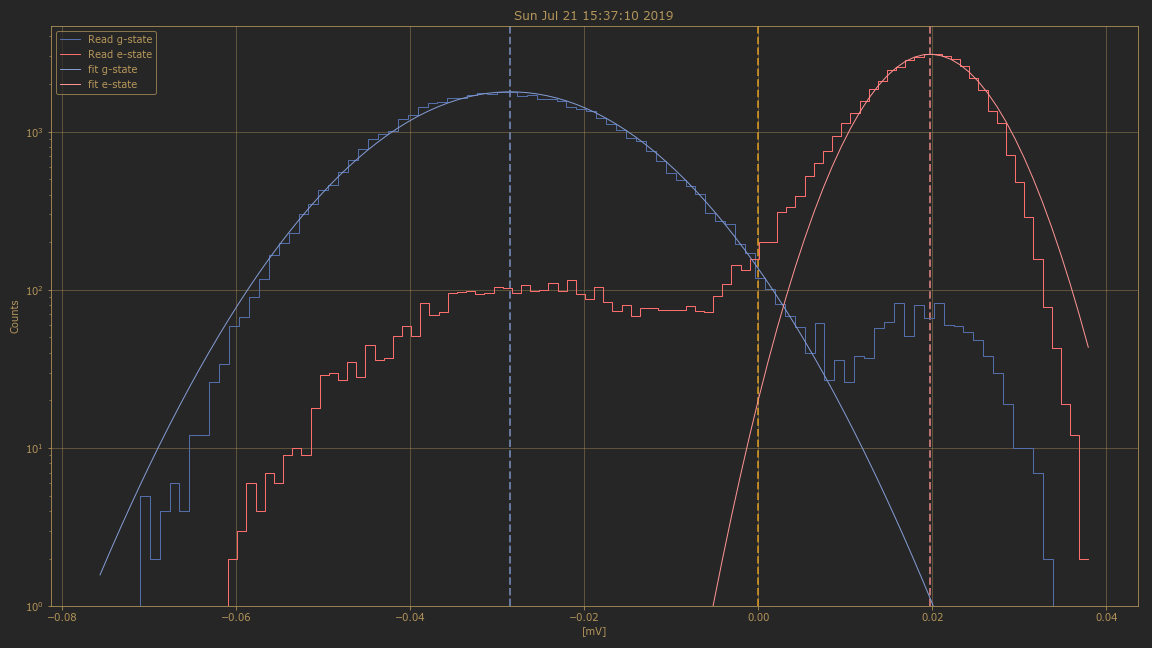 Sun Jul 21 15:37:10 2019
Read g-state
Read e-state
fit g-state
fit e-state
Counts
10³
10²
10¹
10⁰
−0.08 −0.06 −0.04 −0.02 0.00 0.02 0.04
[mV]